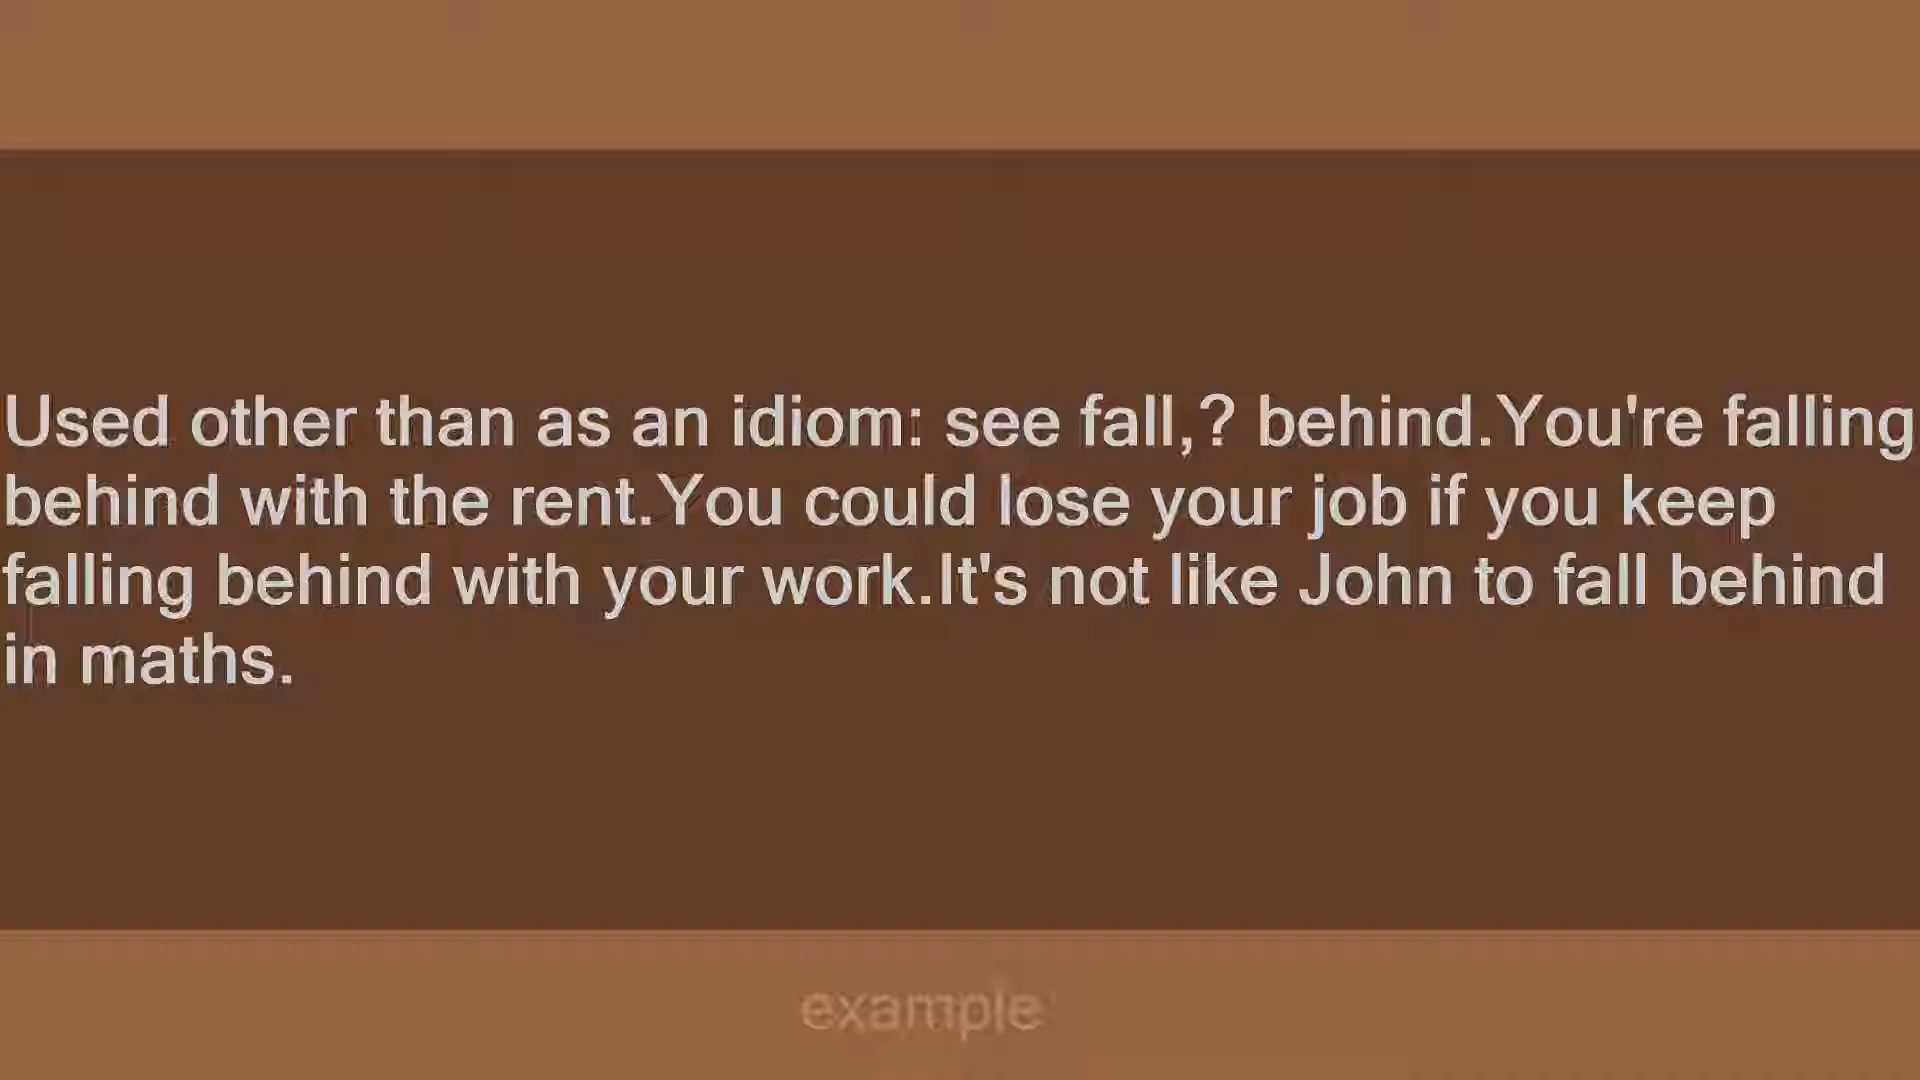 Used other than as an idiom: see fall,? behind.You're falling
behind with the rent.You could lose your job if you keep
falling behind with your work.It's not like John to fall behind
in maths.
example